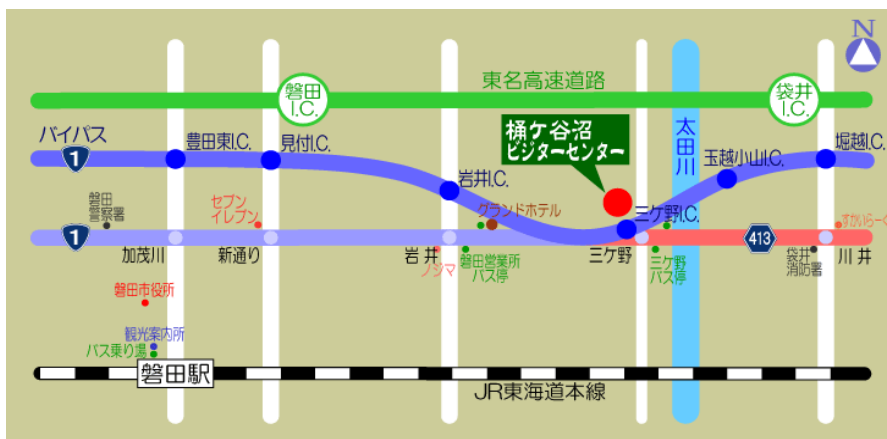 N
東名高速道路
磐田
I.C.
袋井
I.C.
バイパス
1
豊田東I.C.
見付I.C.
岩井I.C.
桶ケ谷沼
ビジターセンター
太田川
玉越小山I.C.
堀越I.C.
三ケ野I.C.
磐田
警察署
セブン
イレブン
グランドホテル
すかいらーく
1
413
加茂川
新通り
岩井
ノジマ
磐田営業所
バス停
三ケ野
三ケ野
バス停
袋井
消防署
川井
磐田市役所
観光案内所
バス乗り場
磐田駅
JR東海道本線